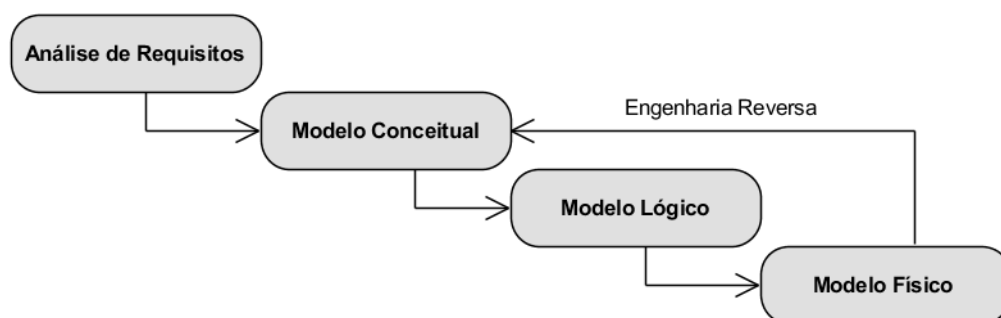 Análise de Requisitos
Modelo Conceitual
Engenharia Reversa
Modelo Lógico
Modelo Físico